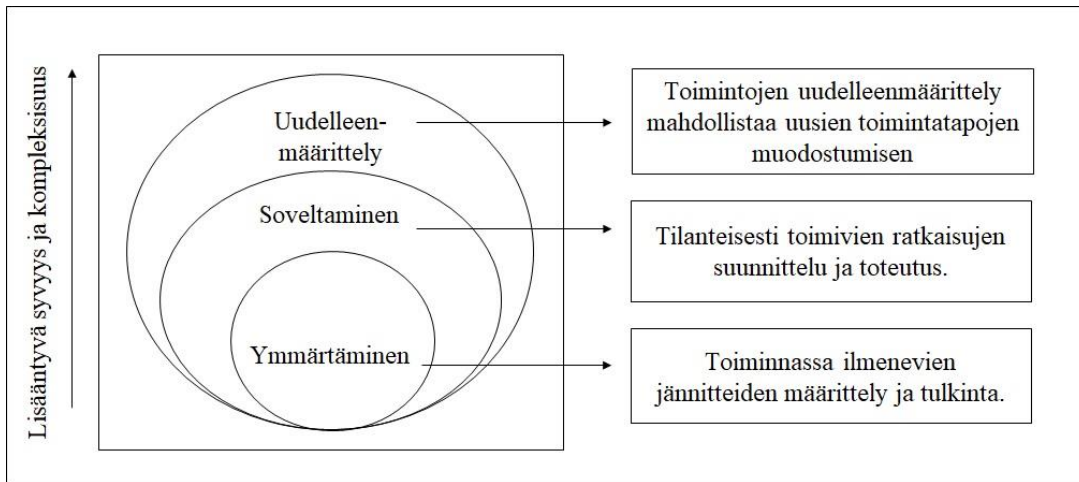 Lisääntyvä syvyys ja kompleksisuus
Uudelleen-
määrittely
Toimintojen uudelleenmäärittely
mahdollistaa uusien toimintatapojen
muodostumisen
Soveltaminen
Tilanteisesti toimivien ratkaisujen
suunnittelu ja toteutus.
Ymmärtäminen
Toiminnassa ilmenevien
jännitteiden määrittely ja tulkinta.